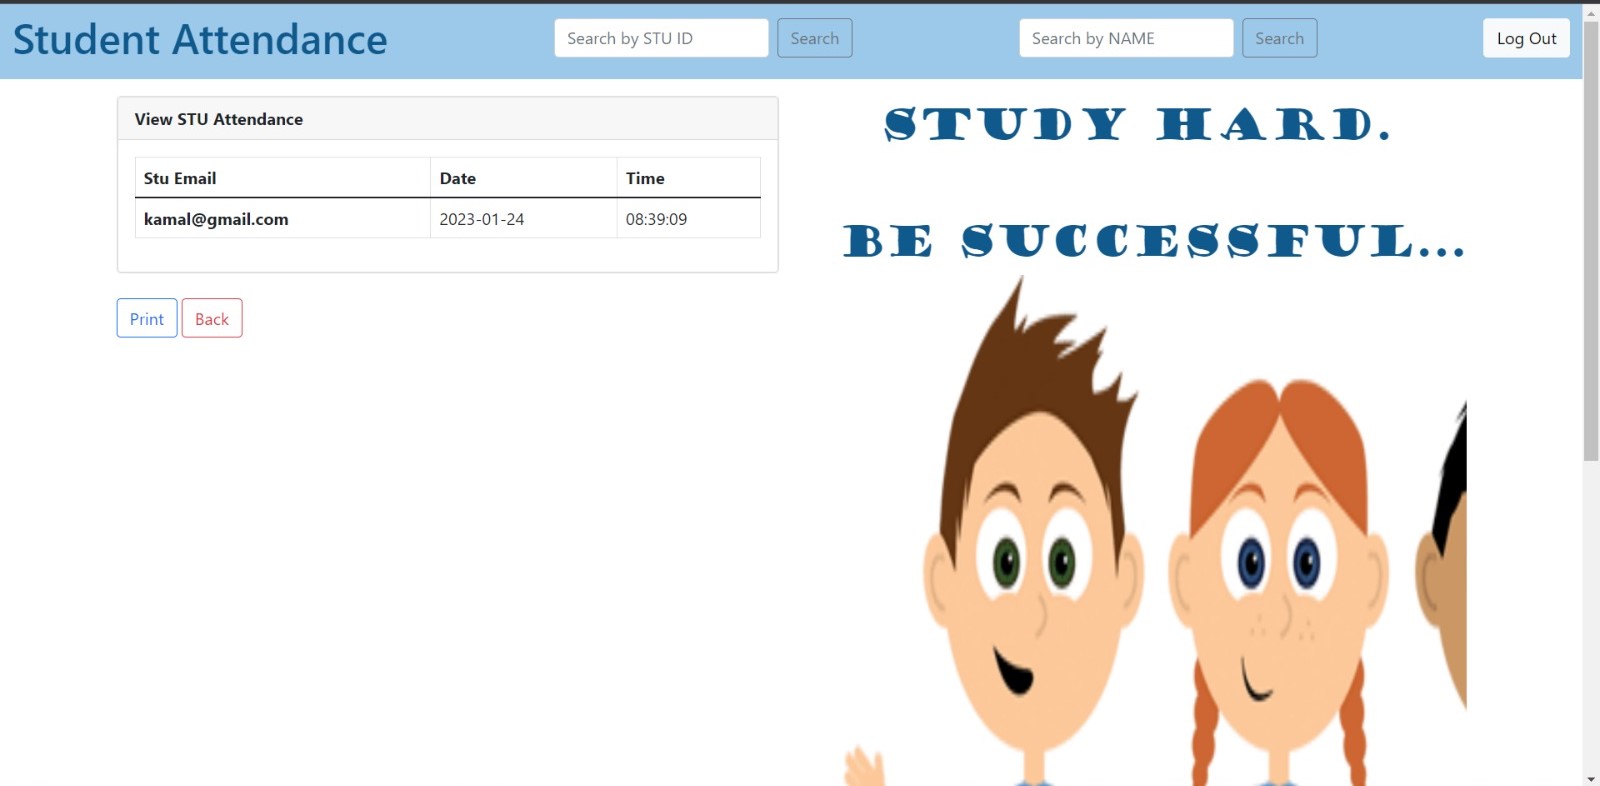 Student Attendance Search by STU ID Search Search by NAME Search Log Out
View STU Attendance
Stu Email Date Time
kamal@gmail.com 2023-01-24 08:39:09
Print Back
STUDY HARD.
BE SUCCESSFUL...